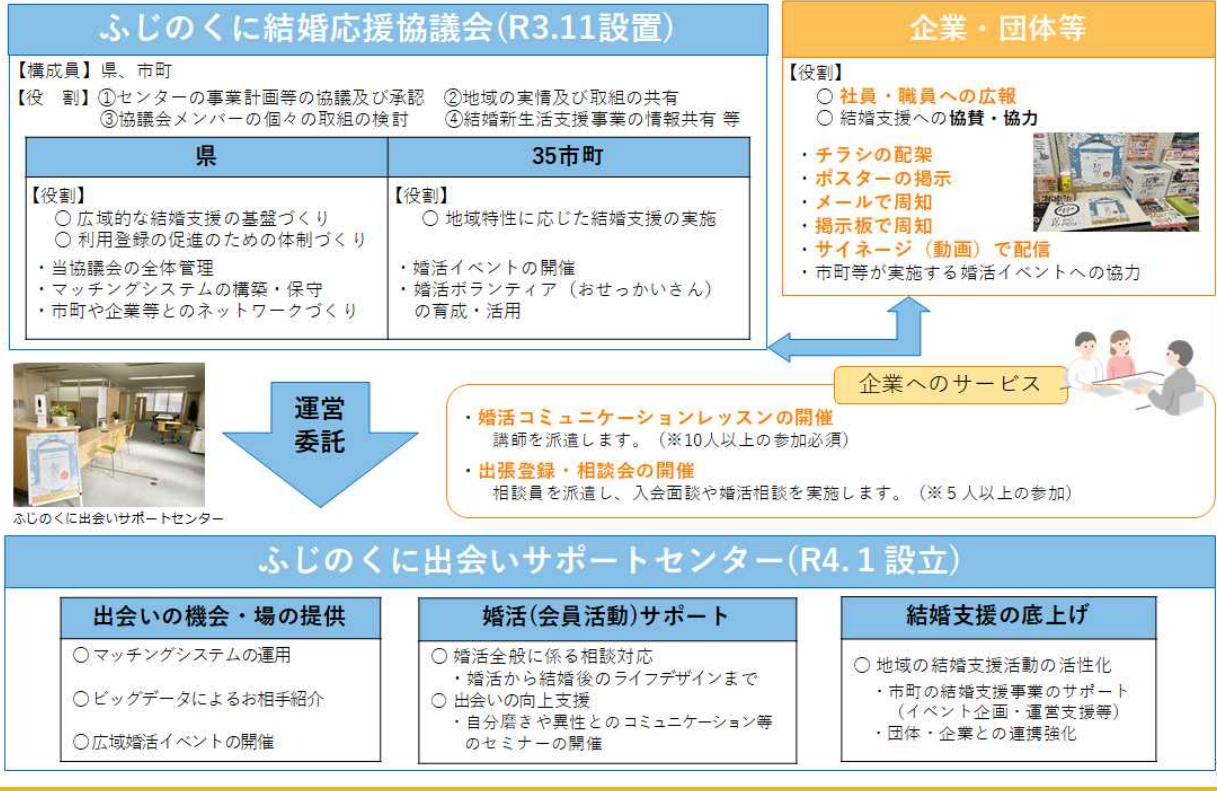 ふじのくに結婚応援協議会(R3.11設置)
【構成員】県、市町
【役　割】①センターの事業計画等の協議及び承認　②地域の実情及び取組の共有
③協議会メンバーの個々の取組の検討　④結婚新生活支援事業の情報共有 等
県
【役割】
○ 広域的な結婚支援の基盤づくり
○ 利用登録の促進のための体制づくり
・当協議会の全体管理
・マッチングシステムの構築・保守
・市町や企業等とのネットワークづくり
35市町
【役割】
○ 地域特性に応じた結婚支援の実施
・婚活イベントの開催
・婚活ボランティア（おせっかいさん）
の育成・活用
企業・団体等
【役割】
○ 社員・職員への広報
○ 結婚支援への協賛・協力
・チラシの配架
・ポスターの掲示
・メールで周知
・掲示板で周知
・サイネージ（動画）で配信
・市町等が実施する婚活イベントへの協力
ふじのくに出会いサポートセンター
運営
委託
企業へのサービス
・婚活コミュニケーションレッスンの開催
講師を派遣します。（※10人以上の参加必須）
・出張登録・相談会の開催
相談員を派遣し、入会面談や婚活相談を実施します。（※５人以上の参加）
ふじのくに出会いサポートセンター(R4.１設立)
出会いの機会・場の提供
○マッチングシステムの運用
○ビッグデータによるお相手紹介
○広域婚活イベントの開催
婚活(会員活動)サポート
○ 婚活全般に係る相談対応
・婚活から結婚後のライフデザインまで
○ 出会いの向上支援
・自分磨きや異性とのコミュニケーション等
のセミナーの開催
結婚支援の底上げ
○ 地域の結婚支援活動の活性化
・市町の結婚支援事業のサポート
（イベント企画・運営支援等）
・団体・企業との連携強化